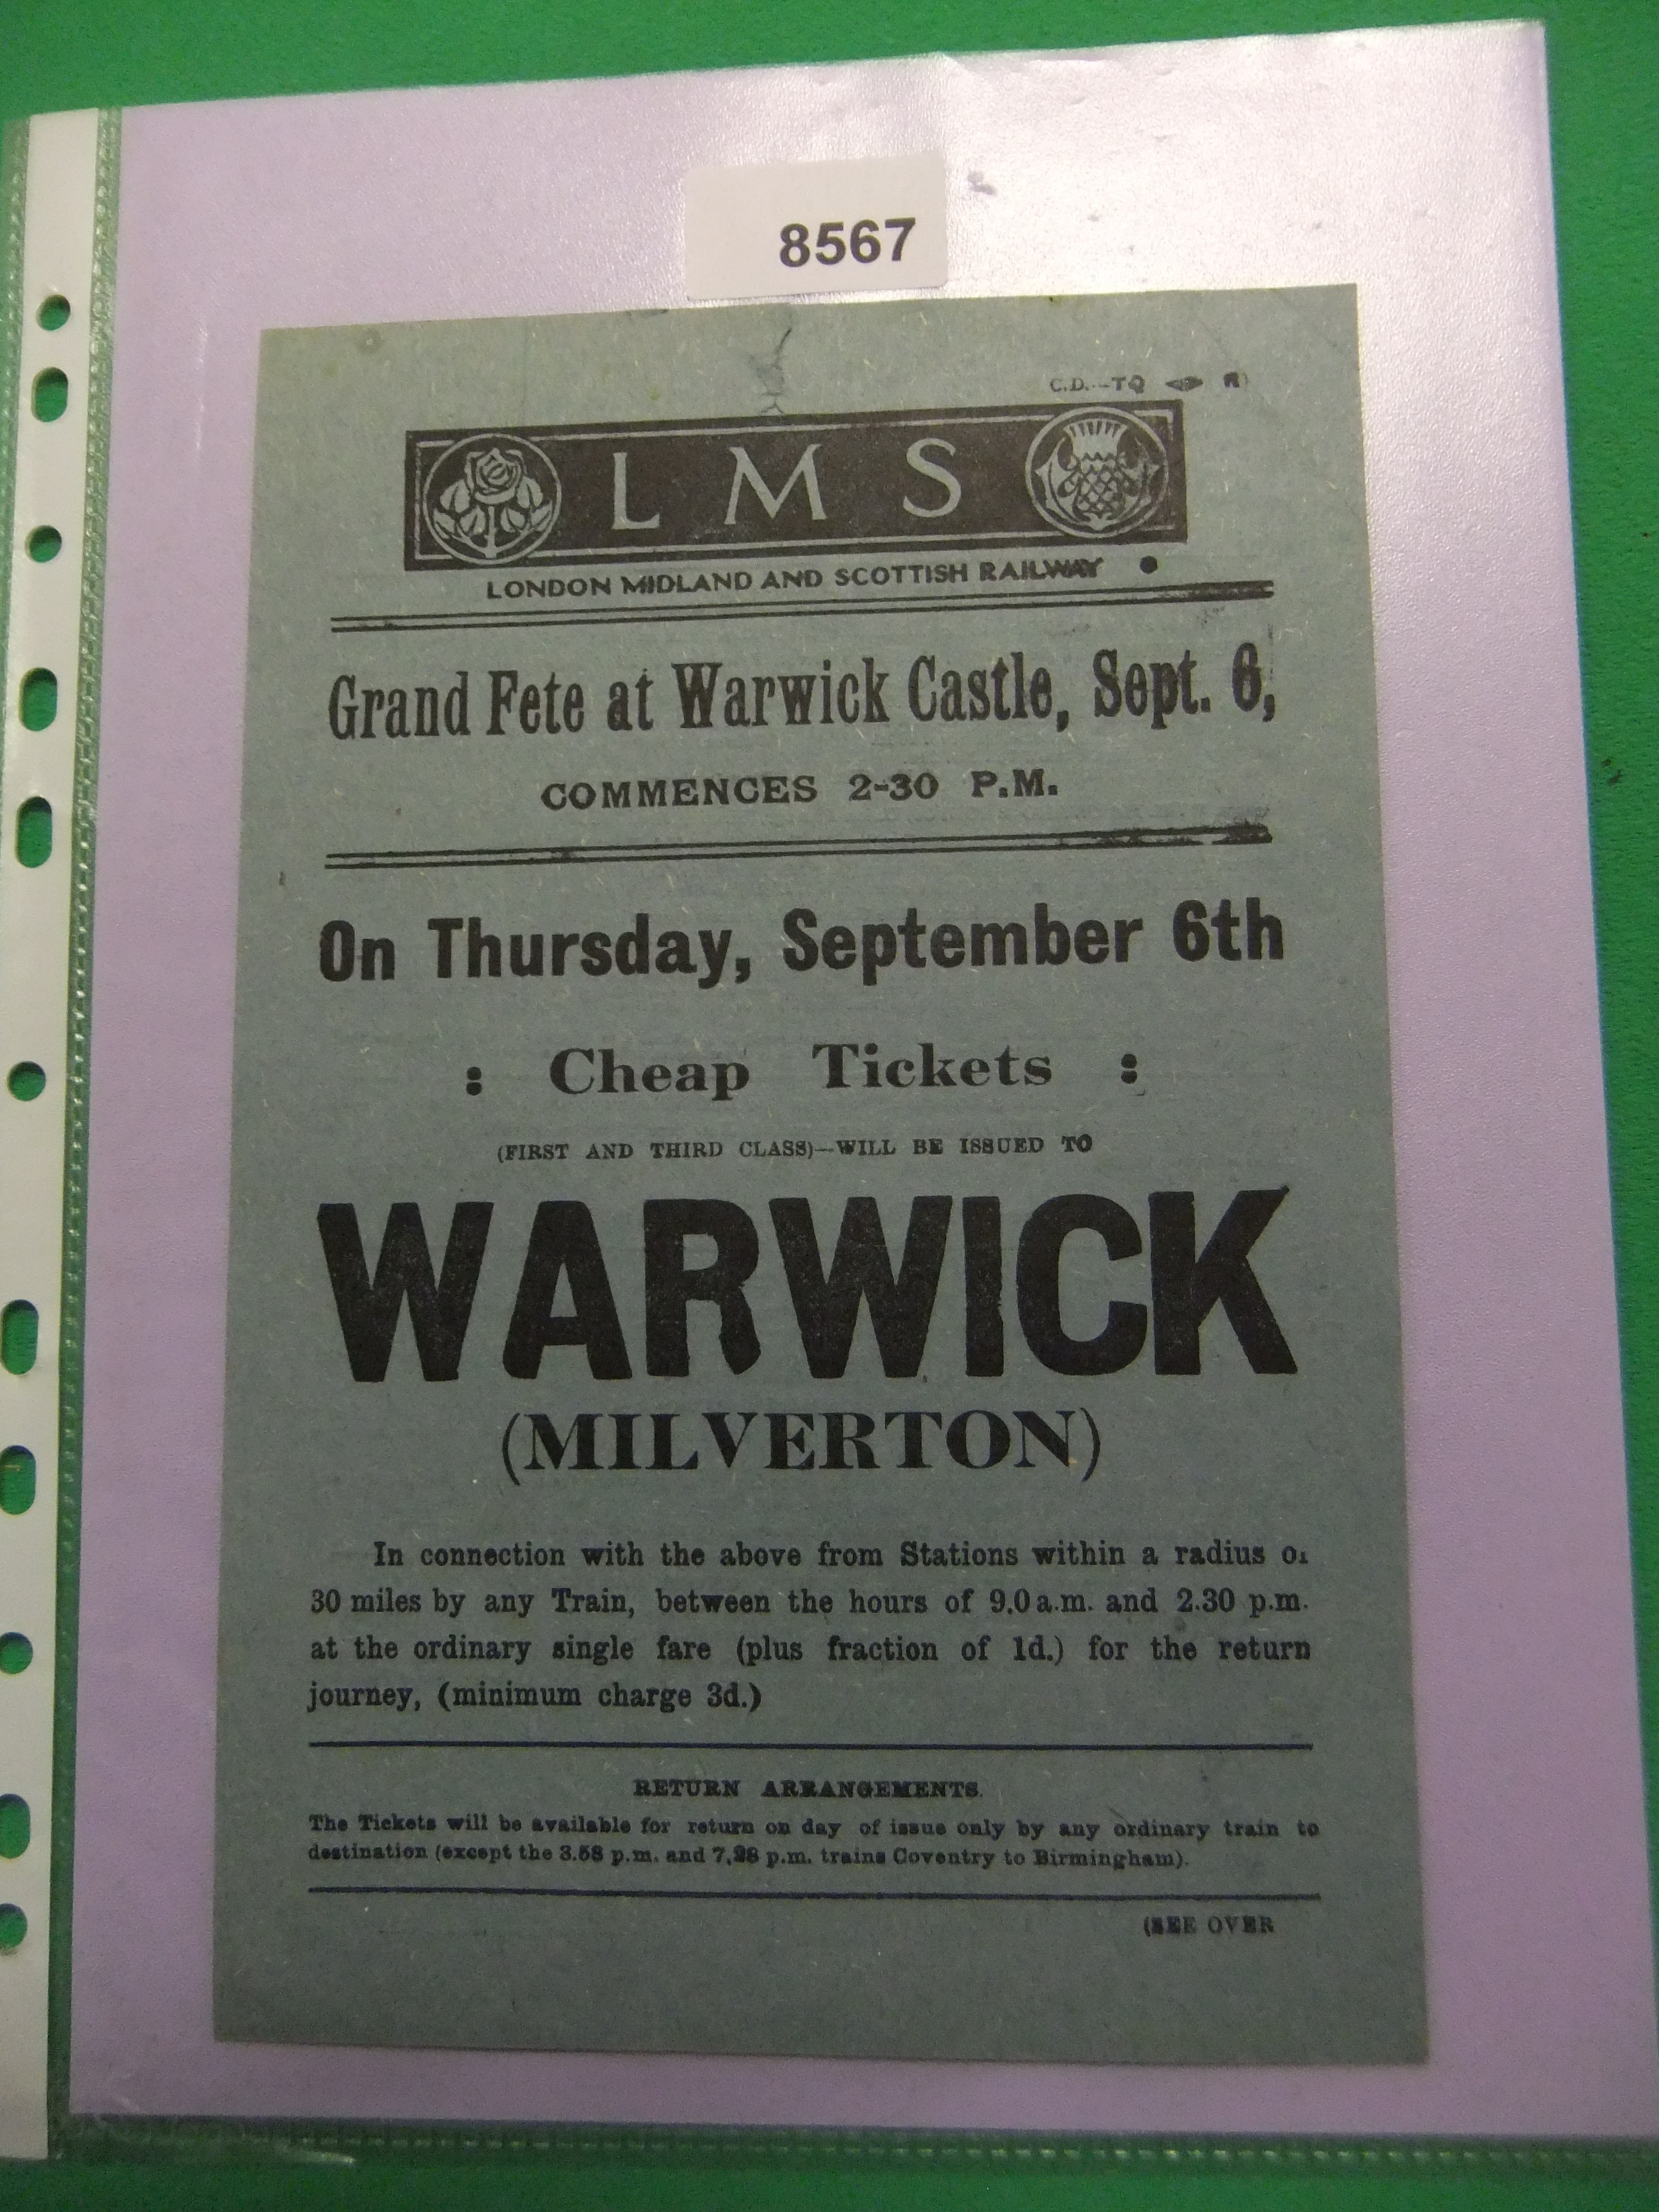 8567
C.D.—TQ
L M S
LONDON MIDLAND AND SCOTTISH RAILWAY
Grand Fete at Warwick Castle, Sept. 6,
COMMENCES 2-30 P.M.
On Thursday, September 6th
: Cheap Tickets :
(FIRST AND THIRD CLASS)—WILL BE ISSUED TO
WARWICK
(MILVERTON)
In connection with the above from Stations within a radius of
30 miles by any Train, between the hours of 9.0 a.m. and 2.30 p.m.
at the ordinary single fare (plus fraction of 1d.) for the return
journey, (minimum charge 3d.)
RETURN ARRANGEMENTS.
The Tickets will be available for return on day of issue only by any ordinary train to
destination (except the 3.58 p.m. and 7.28 p.m. trains Coventry to Birmingham).
(SEE OVER